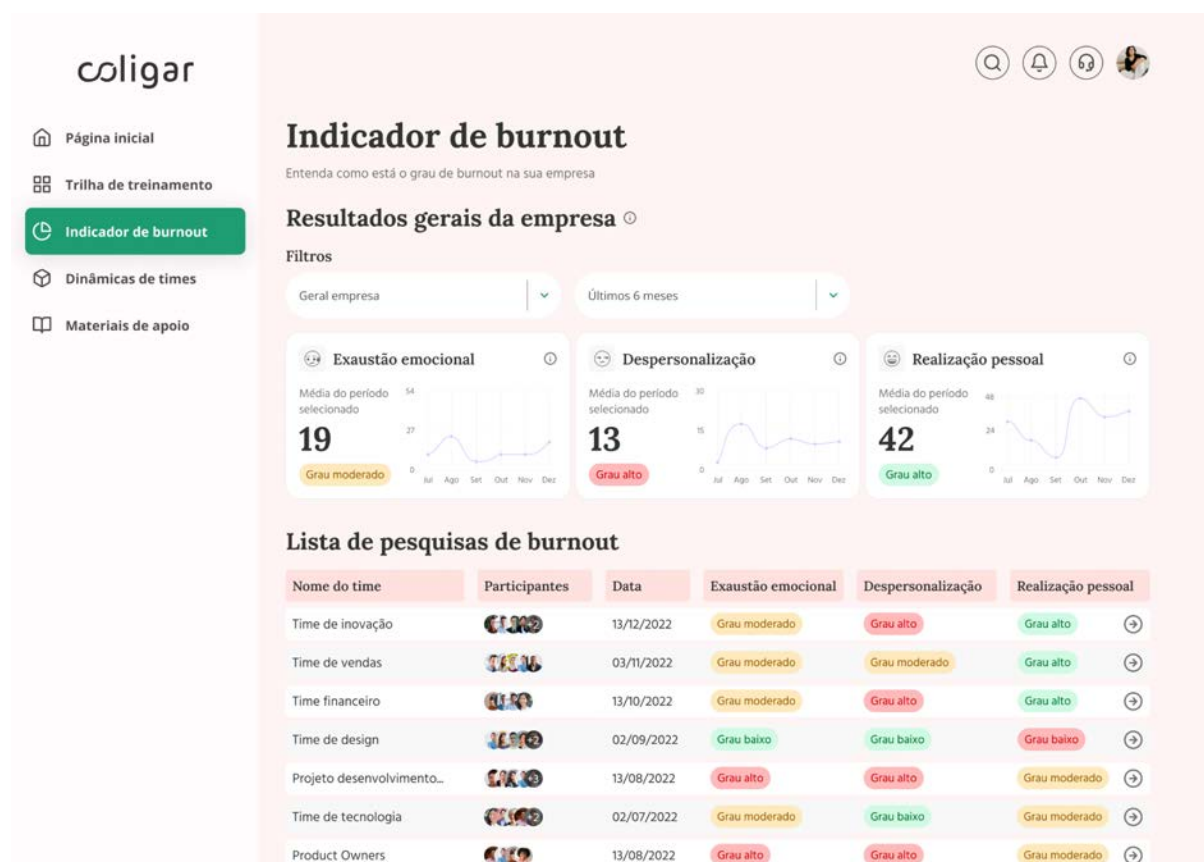 coligar
Página inicial
Trilha de treinamento
Indicador de burnout
Dinâmicas de times
Materiais de apoio
Indicador de burnout
Entenda como está o grau de burnout na sua empresa
Resultados gerais da empresa
Filtros
Geral empresa
Últimos 6 meses
Exaustão emocional
Média do período
selecionado
19
Grau moderado
54
27
0
Jul Ago Set Out Nov Dez
Despersonalização
Média do período
selecionado
13
Grau alto
30
15
0
Jul Ago Set Out Nov Dez
Realização pessoal
Média do período
selecionado
42
Grau alto
48
24
0
Jul Ago Set Out Nov Dez
Lista de pesquisas de burnout
Nome do time Participantes Data Exaustão emocional Despersonalização Realização pessoal
Time de inovação +2 13/12/2022 Grau moderado Grau alto Grau alto
Time de vendas 03/11/2022 Grau moderado Grau moderado Grau alto
Time financeiro 13/10/2022 Grau moderado Grau alto Grau alto
Time de design +2 02/09/2022 Grau baixo Grau baixo Grau baixo
Projeto desenvolvimento... +3 13/08/2022 Grau alto Grau alto Grau moderado
Time de tecnologia +2 02/07/2022 Grau moderado Grau baixo Grau moderado
Product Owners 13/08/2022 Grau alto Grau alto Grau moderado